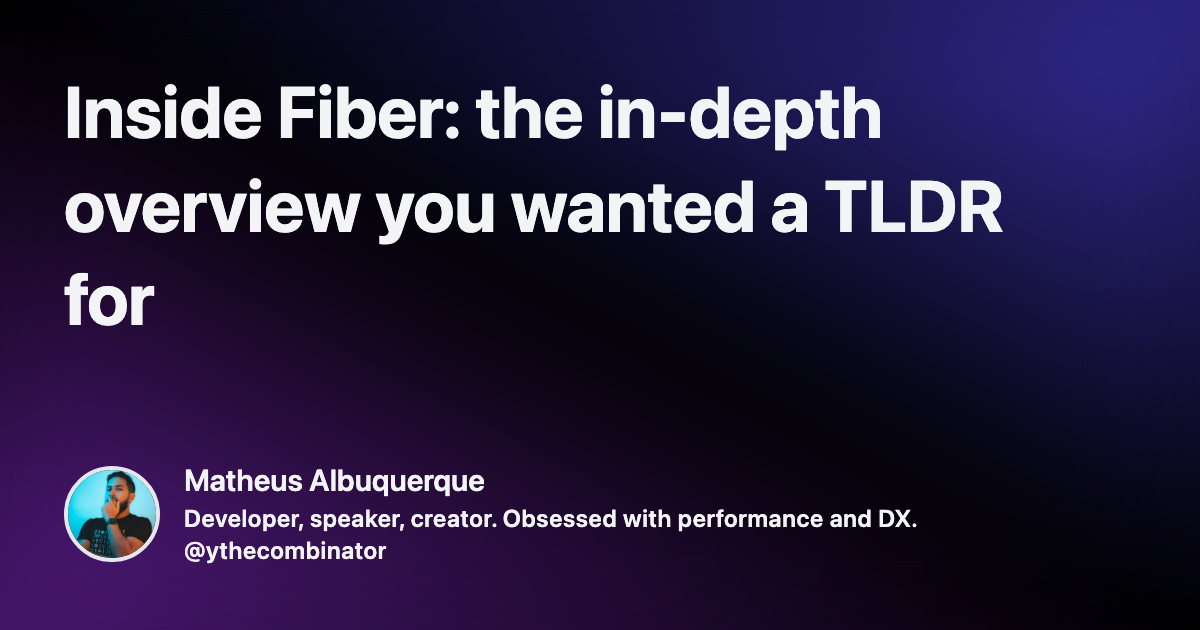 Inside Fiber: the in-depth
overview you wanted a TLDR
for
Matheus Albuquerque
Developer, speaker, creator. Obsessed with performance and DX.
@ythecombinator